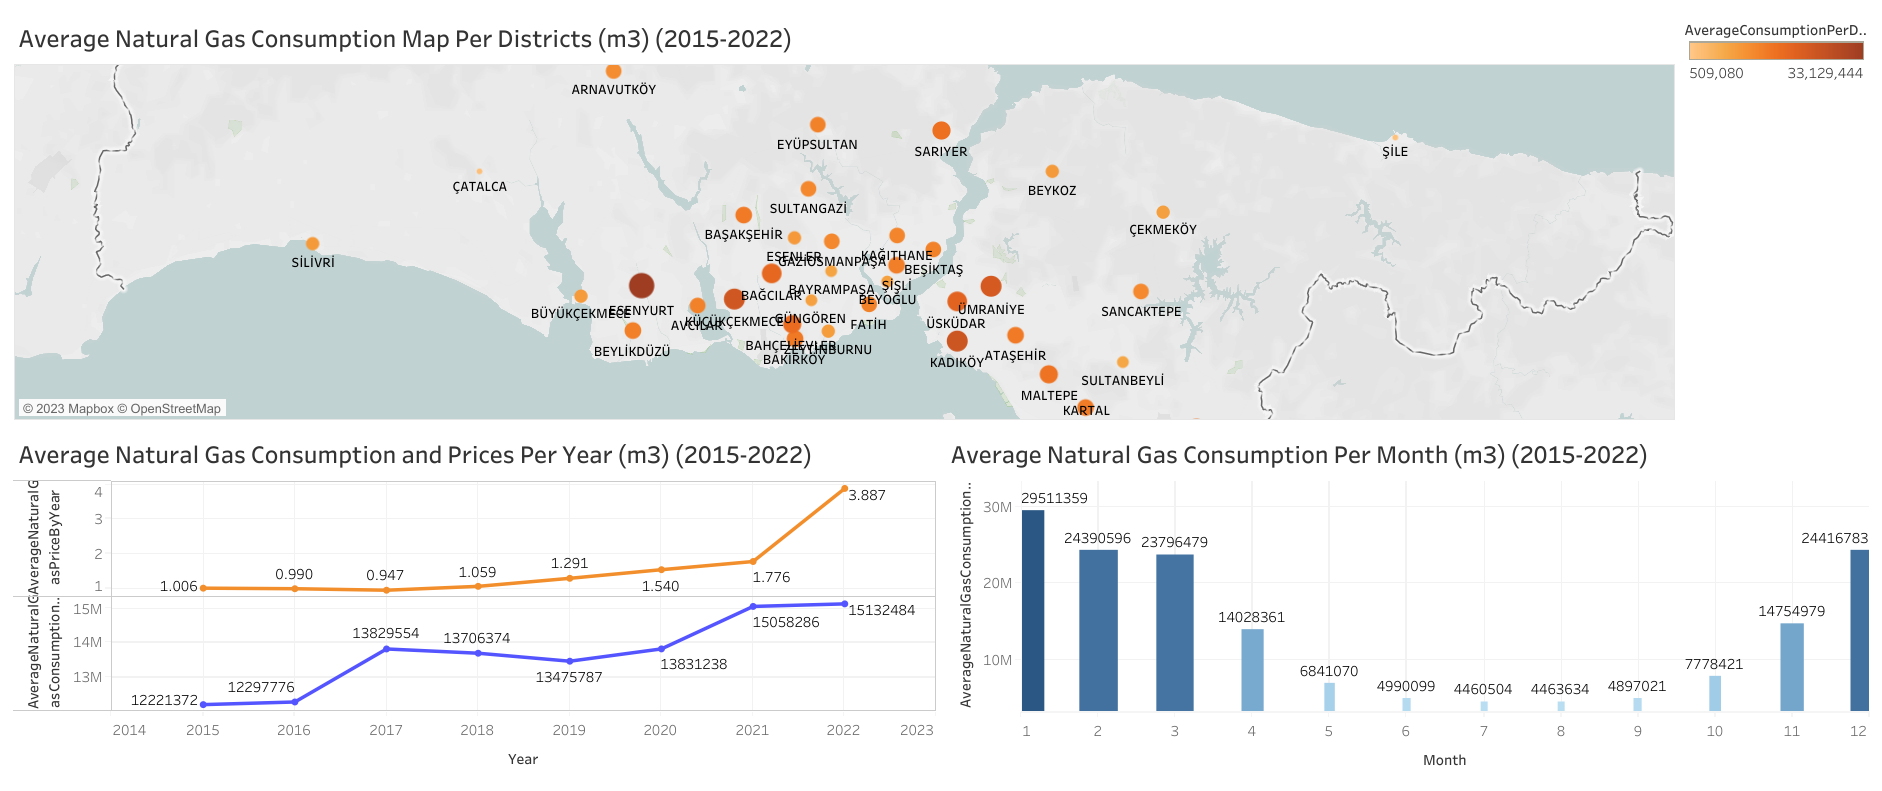 Average Natural Gas Consumption Map Per Districts (m3) (2015-2022)
AverageConsumptionPerD..
509,080 33,129,444
ARNAVUTKÖY
EYÜPSULTAN
SARIYER
ŞİLE
ÇATALCA
BEYKOZ
SULTANGAZİ
ÇEKMEKÖY
BAŞAKŞEHİR
SİLİVRİ
ESENLER
GAZİOSMANPAŞA
KAĞITHANE
BEŞİKTAŞ
ŞİŞLİ
BAYRAMPAŞA
BAĞCILAR
BEYOĞLU
BÜYÜKÇEKMECE
ESENYURT
ÜMRANİYE
SANCAKTEPE
AVCILAR
KÜÇÜKÇEKMECE
GÜNGÖREN
FATİH
ÜSKÜDAR
BEYLİKDÜZÜ
BAHÇELİEVLER
ZEYTİNBURNU
BAKIRKÖY
KADIKÖY
ATAŞEHİR
SULTANBEYLİ
MALTEPE
KARTAL
© 2023 Mapbox © OpenStreetMap
Average Natural Gas Consumption and Prices Per Year (m3) (2015-2022)
AverageNaturalG
asPriceByYear
4
3
2
1
1.006
0.990
0.947
1.059
1.291
1.540
1.776
3.887
AverageNaturalG
asConsumption..
15M
14M
13M
12221372
12297776
13829554
13706374
13475787
13831238
15058286
15132484
2014 2015 2016 2017 2018 2019 2020 2021 2022 2023
Year
Average Natural Gas Consumption Per Month (m3) (2015-2022)
AverageNaturalGasConsumption..
30M
20M
10M
29511359
24390596
23796479
14028361
6841070
4990099
4460504
4463634
4897021
7778421
14754979
24416783
1 2 3 4 5 6 7 8 9 10 11 12
Month